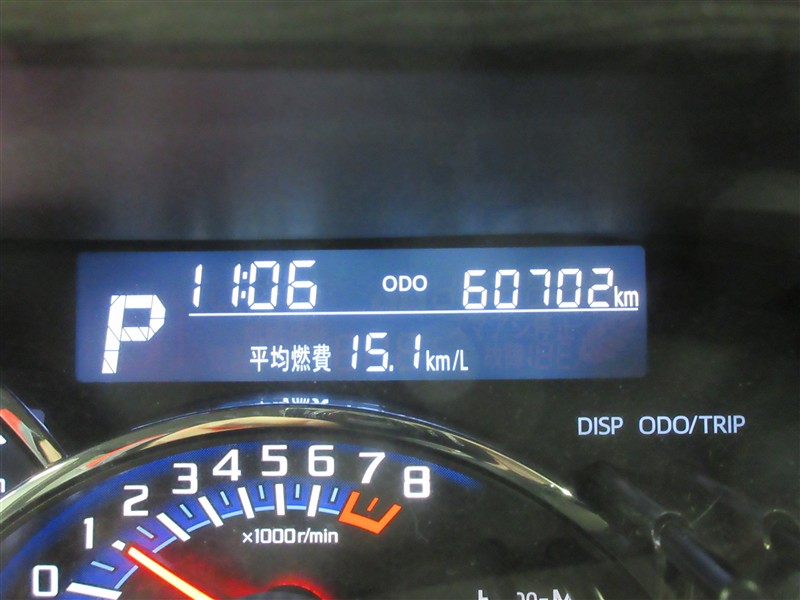 P 11:06 ODO 60702km
平均燃費 15.1km/L
DISP ODO/TRIP
0 1 2 3 4 5 6 7 8
×1000r/min